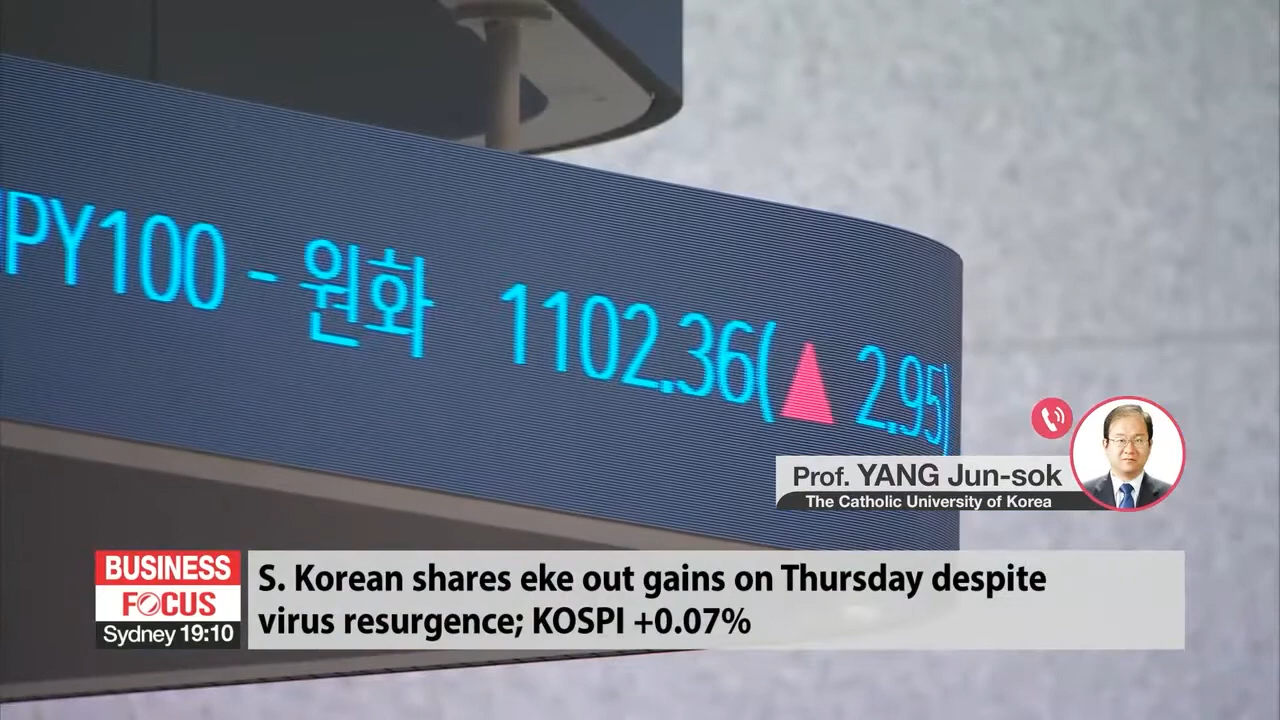 PY100 - 원화 1102.36(▲ 2.95)
Prof. YANG Jun-sok
The Catholic University of Korea
BUSINESS
FOCUS
Sydney 19:10
S. Korean shares eke out gains on Thursday despite
virus resurgence; KOSPI +0.07%